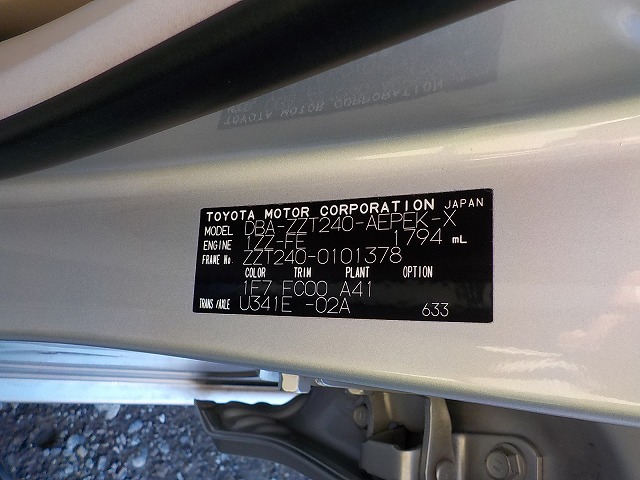 TOYOTA MOTOR CORPORATION JAPAN
MODEL DBA-ZZT240-AEPEK-X
ENGINE 1ZZ-FE 1794 mL
FRAME No. ZZT240-0101378
COLOR TRIM PLANT OPTION
1F7 FC00 A41
TRANS/AXLE U341E -02A 633